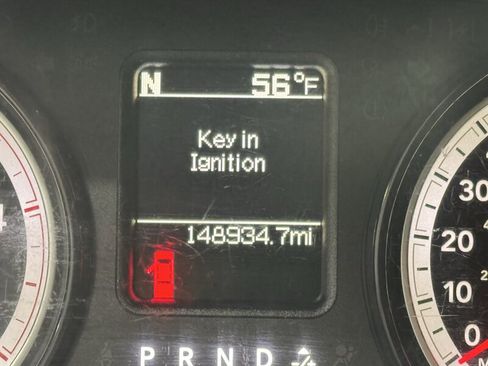 N 56°F
Key in
Ignition
148934.7mi
P R N D
30
20
10
0